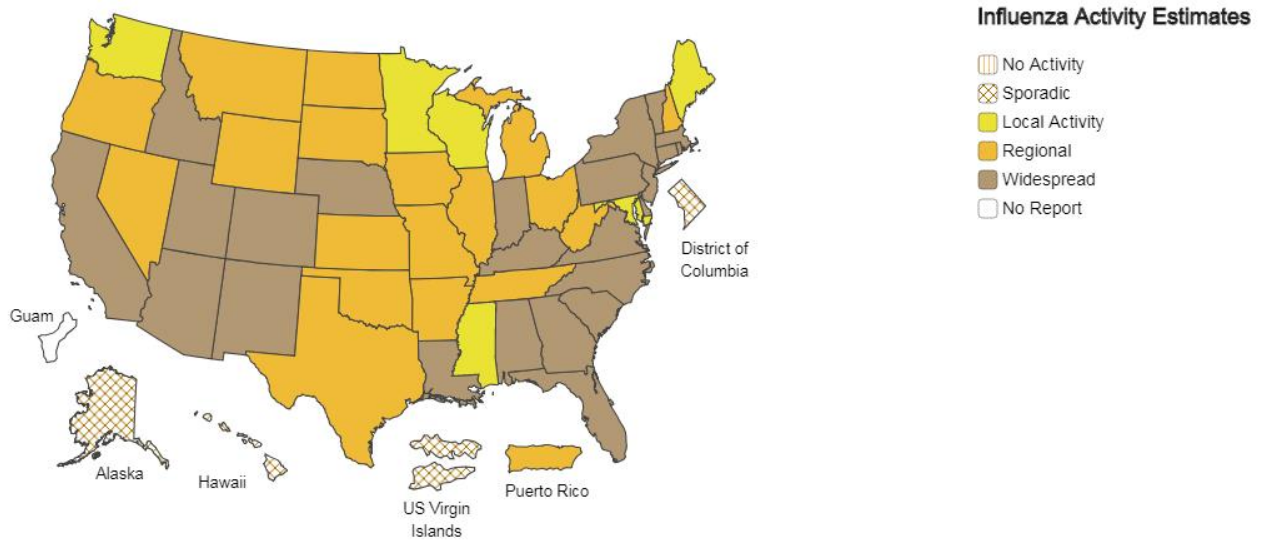 Influenza Activity Estimates
No Activity
Sporadic
Local Activity
Regional
Widespread
No Report
District of
Columbia
Guam
Alaska
Hawaii
US Virgin
Islands
Puerto Rico